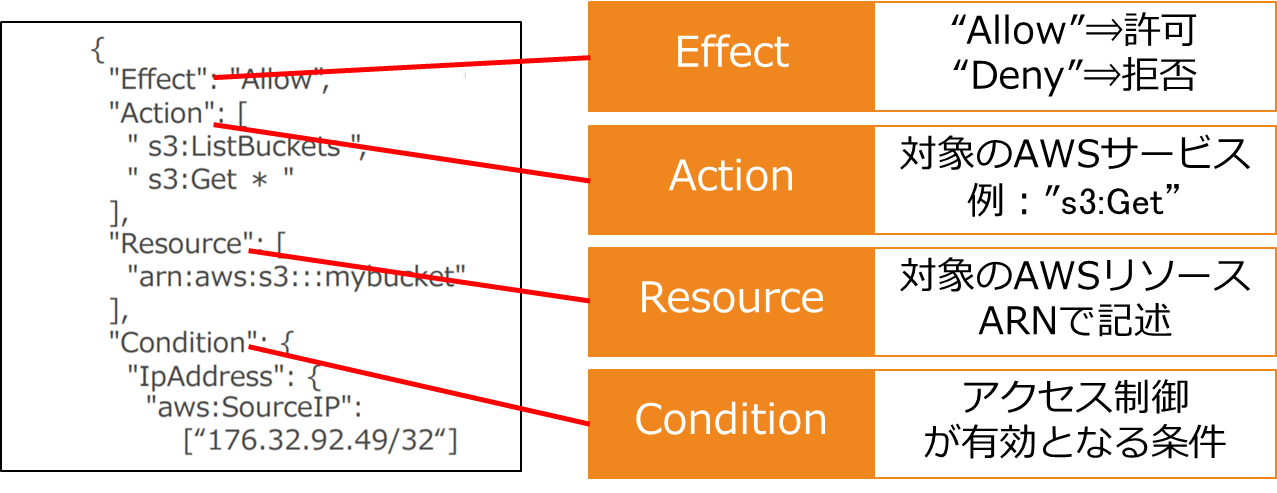 {
"Effect": "Allow",
"Action": [
" s3:ListBuckets ",
" s3:Get ＊ "
],
"Resource": [
"arn:aws:s3:::mybucket"
],
"Condition": {
"IpAddress": {
"aws:SourceIP":
[“176.32.92.49/32“]
Effect
“Allow”⇒許可
“Deny”⇒拒否
Action
対象のAWSサービス
例："s3:Get”
Resource
対象のAWSリソース
ARNで記述
Condition
アクセス制御
が有効となる条件